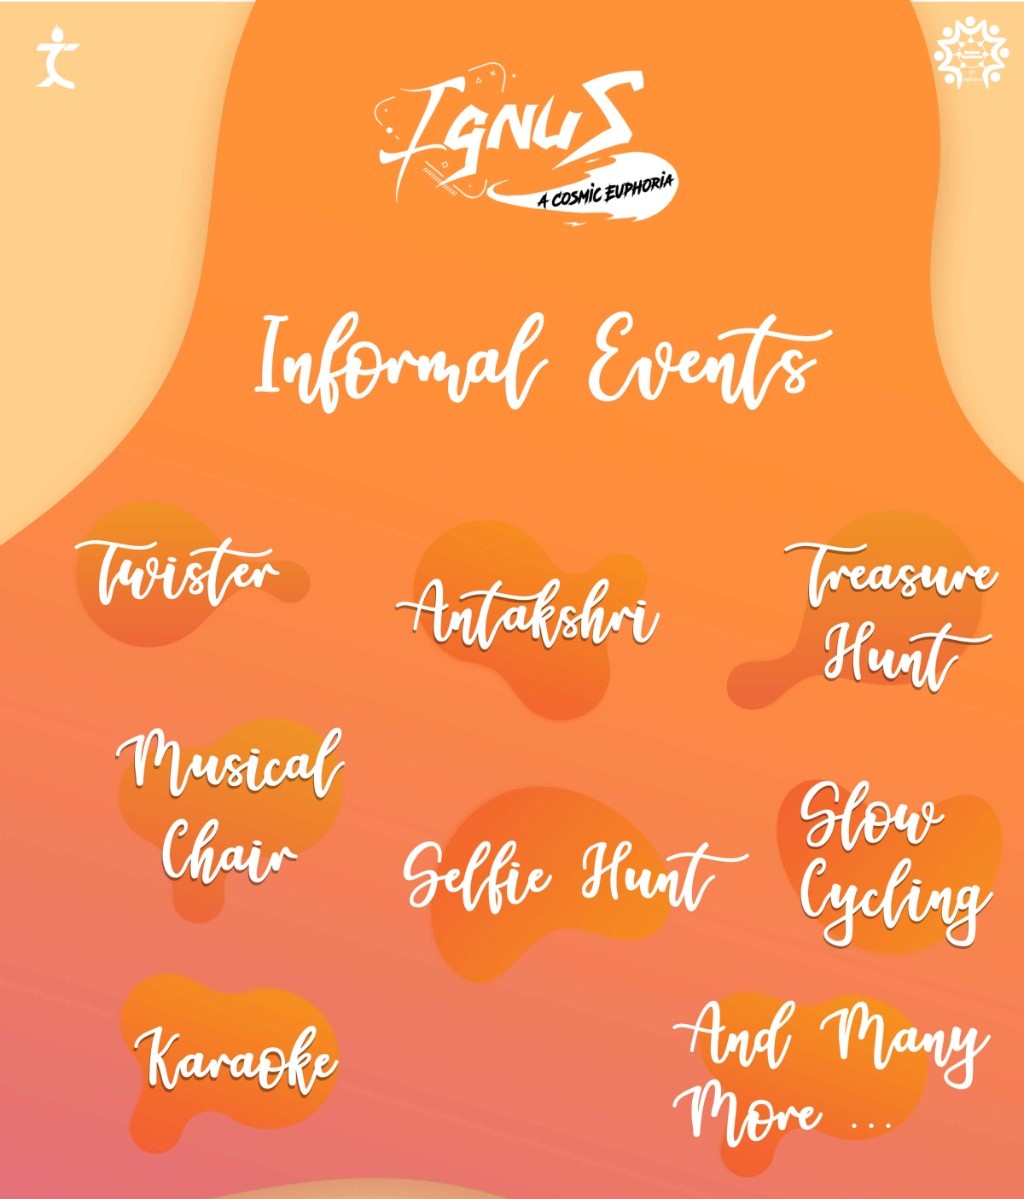 IgnuS
A COSMIC EUPHORIA
Informal Events
Twister
Antakshri
Treasure
Hunt
Musical
Chair
Selfie Hunt
Slow
Cycling
Karaoke
And Many
More ...